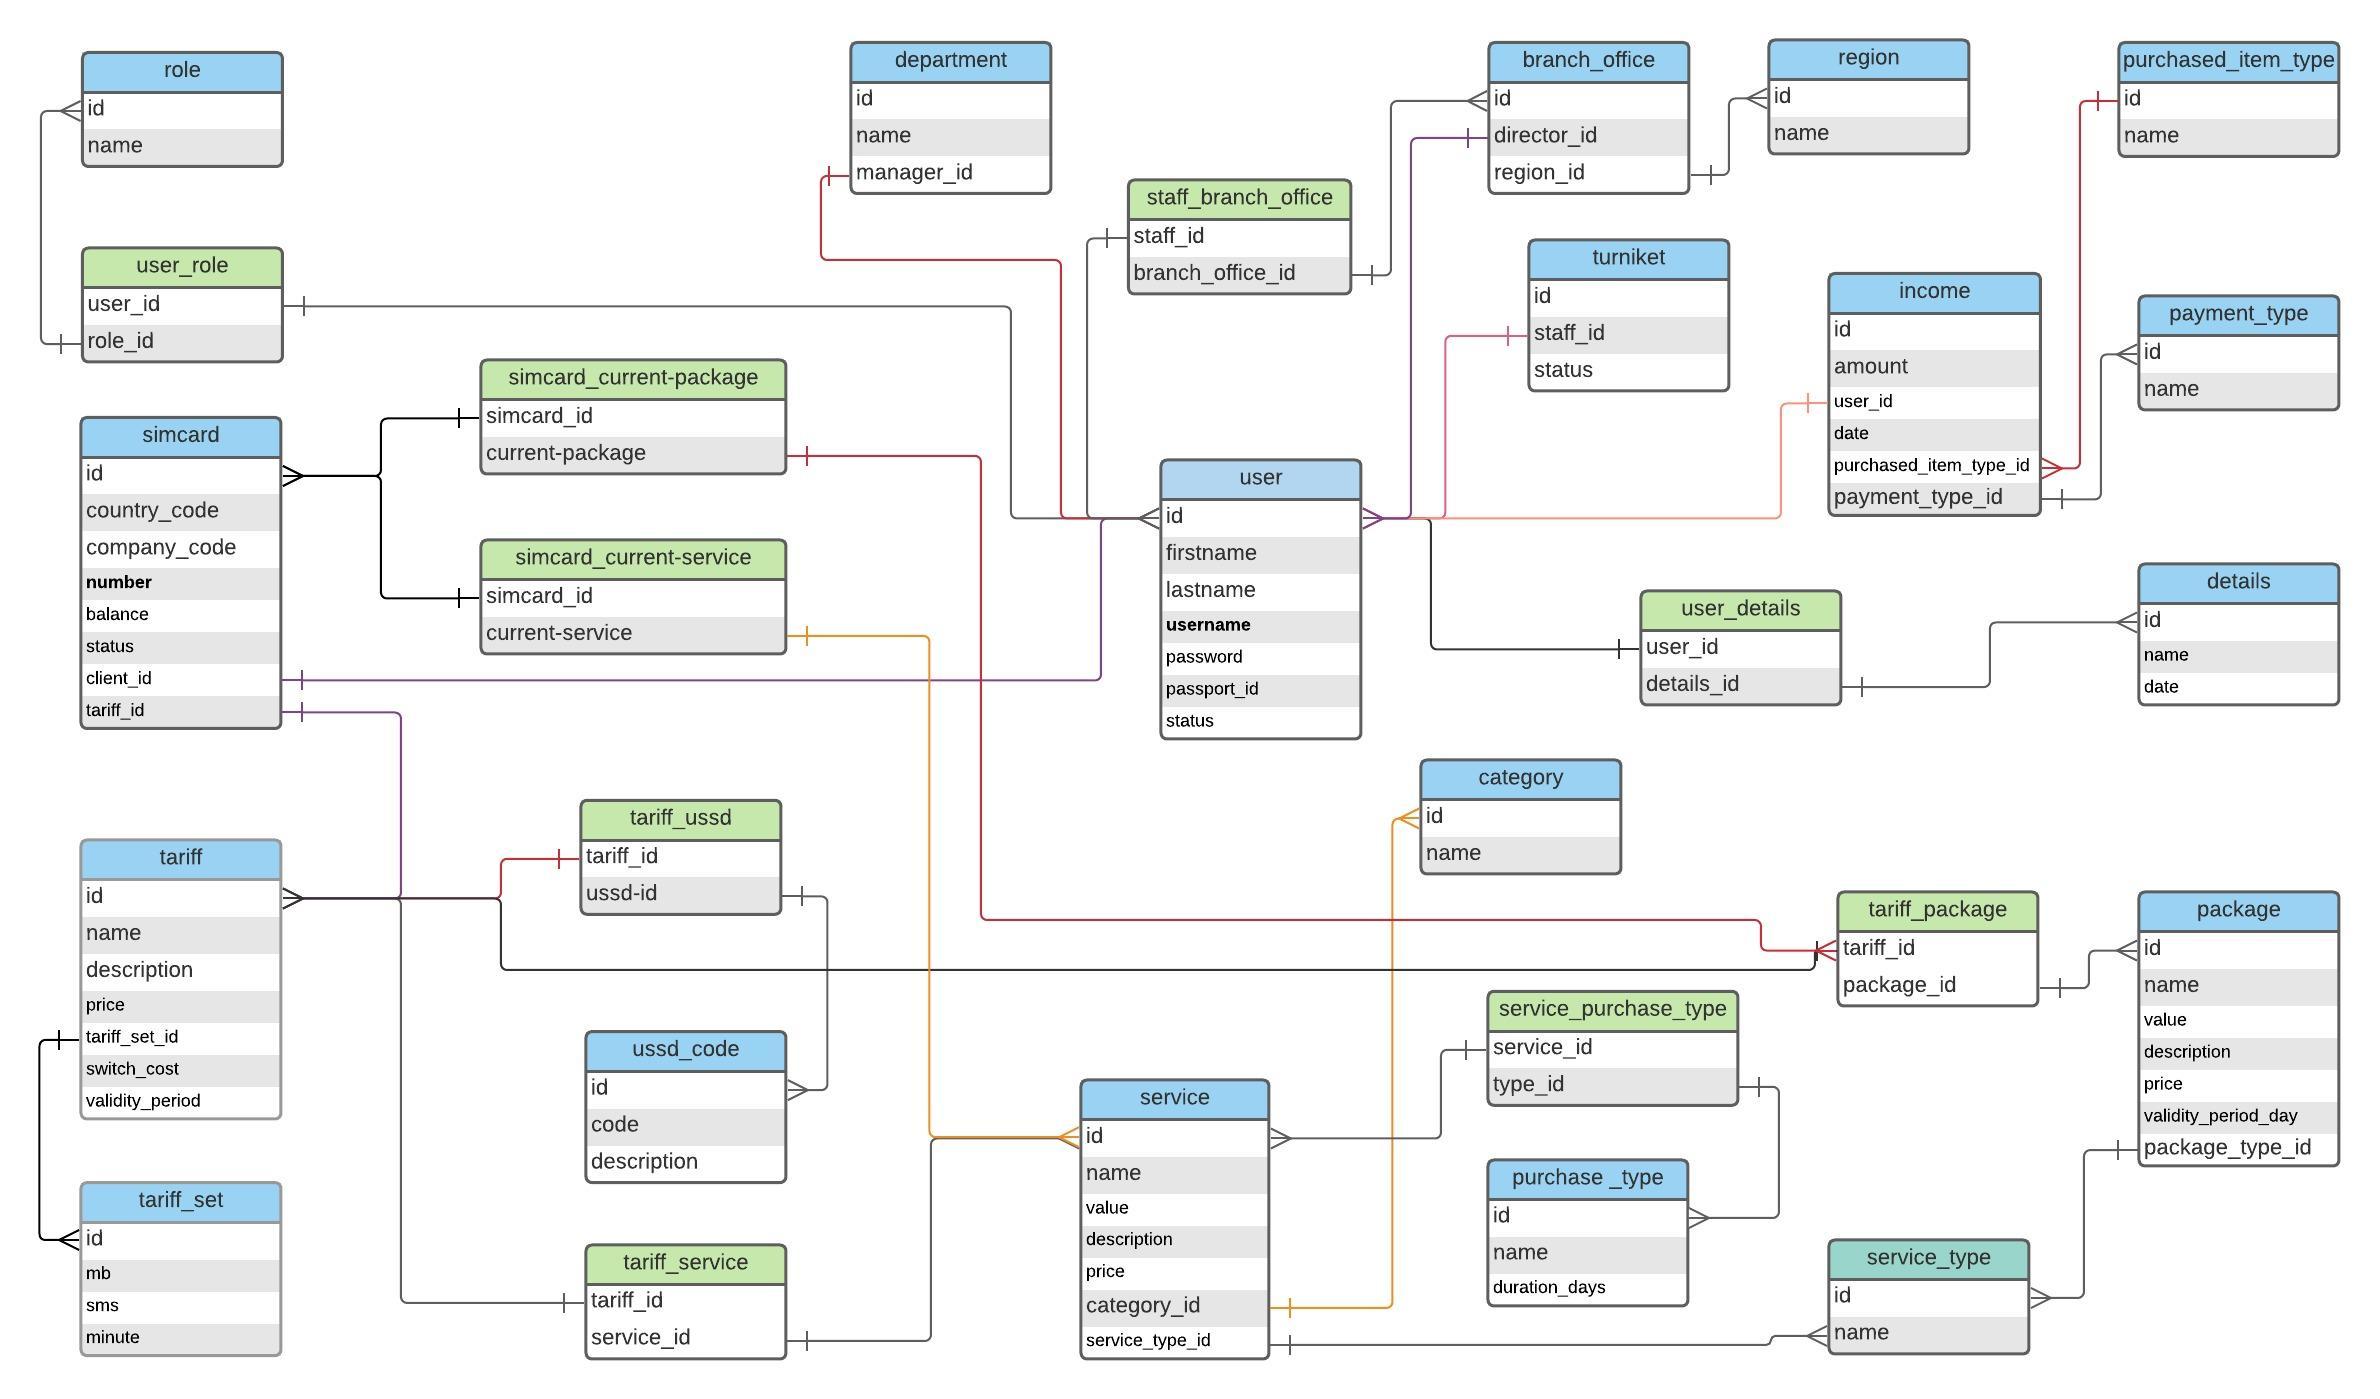 role
id
name
user_role
user_id
role_id
department
id
name
manager_id
staff_branch_office
staff_id
branch_office_id
branch_office
id
director_id
region_id
region
id
name
purchased_item_type
id
name
turniket
id
staff_id
status
income
id
amount
user_id
date
purchased_item_type_id
payment_type_id
payment_type
id
name
simcard
id
country_code
company_code
number
balance
status
client_id
tariff_id
simcard_current-package
simcard_id
current-package
simcard_current-service
simcard_id
current-service
user
id
firstname
lastname
username
password
passport_id
status
user_details
user_id
details_id
details
id
name
date
category
id
name
tariff
id
name
description
price
tariff_set_id
switch_cost
validity_period
tariff_ussd
tariff_id
ussd-id
tariff_package
tariff_id
package_id
package
id
name
value
description
price
validity_period_day
package_type_id
ussd_code
id
code
description
service
id
name
value
description
price
category_id
service_type_id
service_purchase_type
service_id
type_id
purchase _type
id
name
duration_days
tariff_set
id
mb
sms
minute
tariff_service
tariff_id
service_id
service_type
id
name